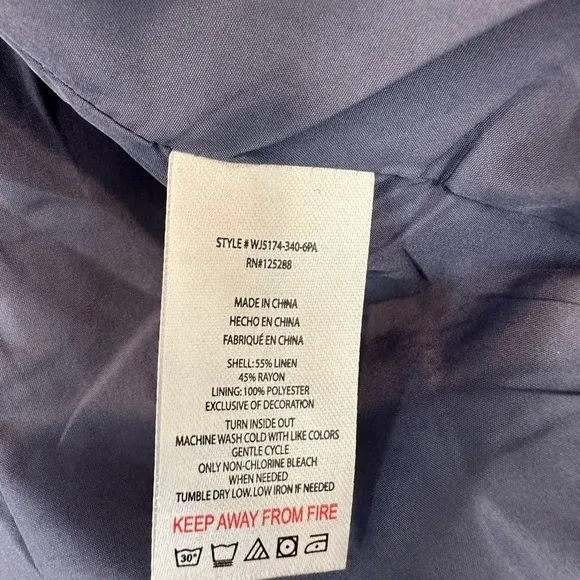 STYLE # WJ5174-340-6PA
RN#125288
MADE IN CHINA
HECHO EN CHINA
FABRIQUÉ EN CHINA
SHELL: 55% LINEN
45% RAYON
LINING: 100% POLYESTER
EXCLUSIVE OF DECORATION
TURN INSIDE OUT
MACHINE WASH COLD WITH LIKE COLORS
GENTLE CYCLE
ONLY NON-CHLORINE BLEACH
WHEN NEEDED
TUMBLE DRY LOW. LOW IRON IF NEEDED
KEEP AWAY FROM FIRE
30°